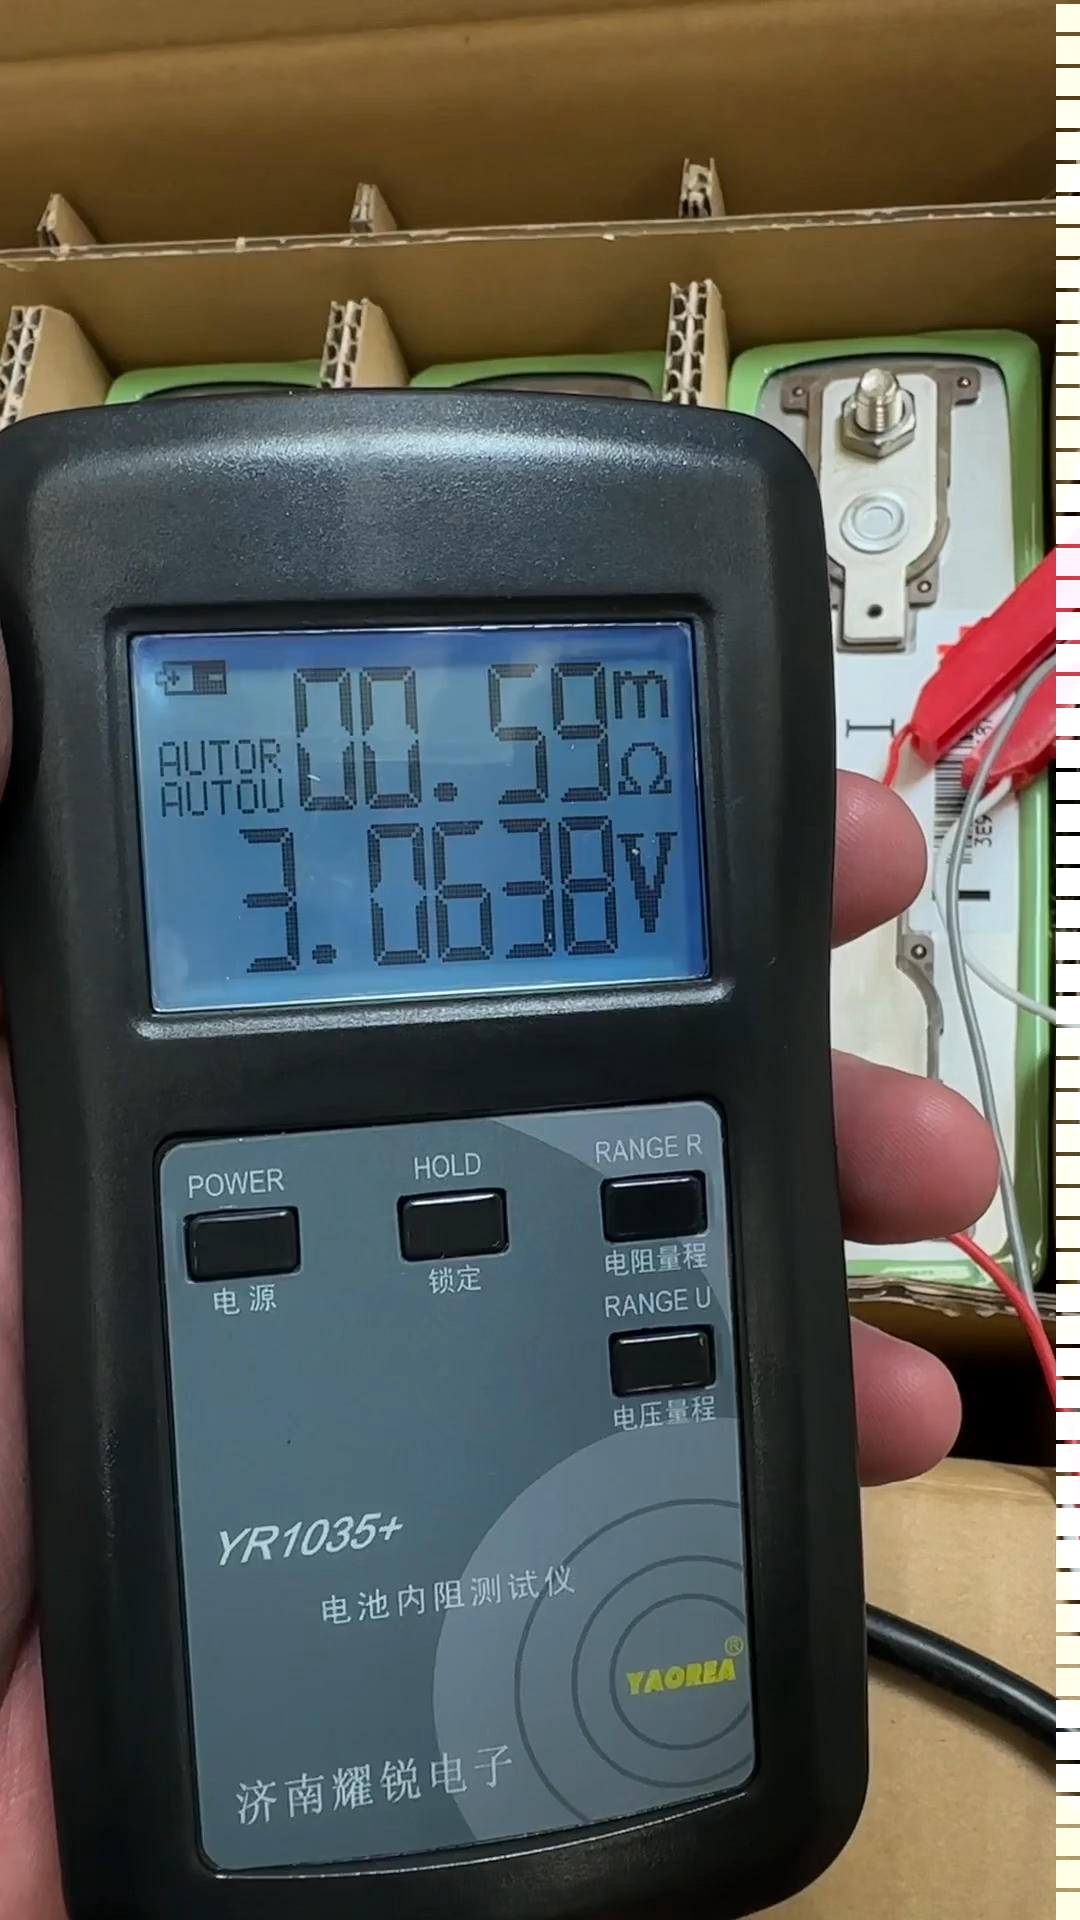 00.59mΩ
AUTOR
AUTOU
3.0638V
POWER
电源
HOLD
锁定
RANGE R
电阻量程
RANGE U
电压量程
YR1035+
电池内阻测试仪
YAOREA®
济南耀锐电子